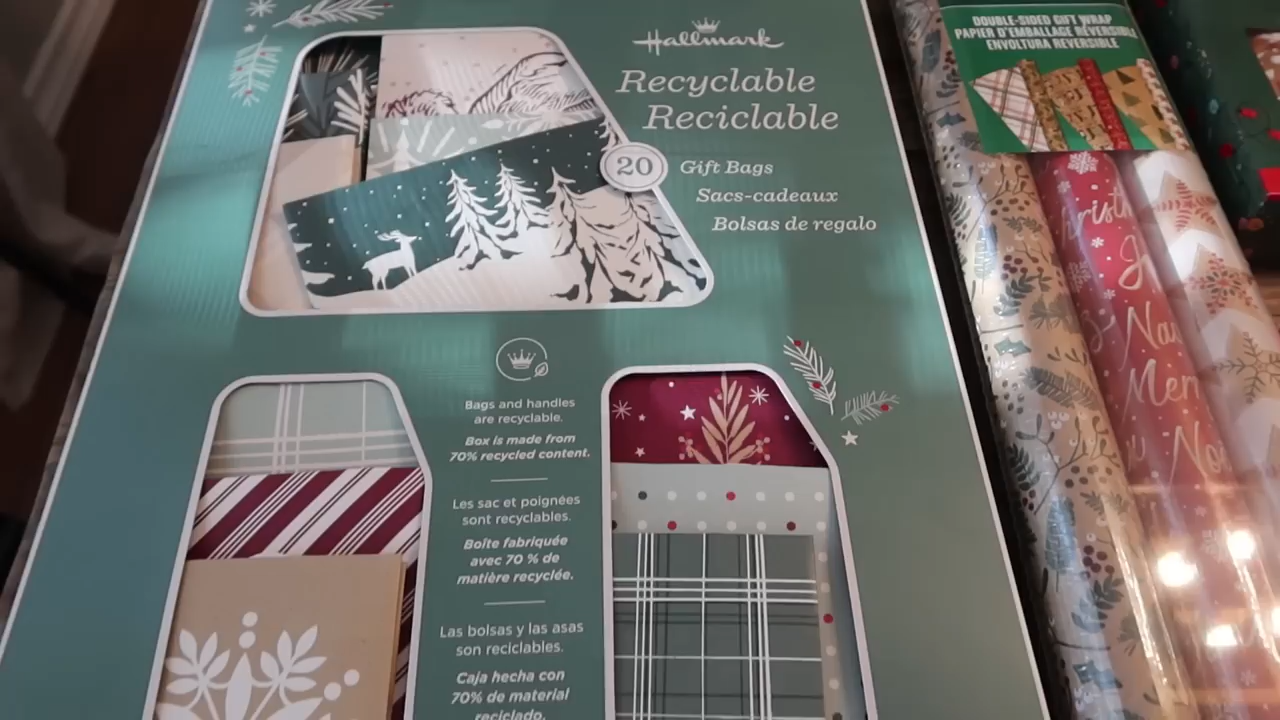 Hallmark
Recyclable
Reciclable
20
Gift Bags
Sacs-cadeaux
Bolsas de regalo
Bags and handles
are recyclable.
Box is made from
70% recycled content.
Les sac et poignées
sont recyclables.
Boîte fabriquée
avec 70 % de
matière recyclée.
Las bolsas y las asas
son reciclables.
Caja hecha con
70% de material
reciclado.
DOUBLE-SIDED GIFT WRAP
PAPIER D'EMBALLAGE RÉVERSIBLE
ENVOLTURA REVERSIBLE